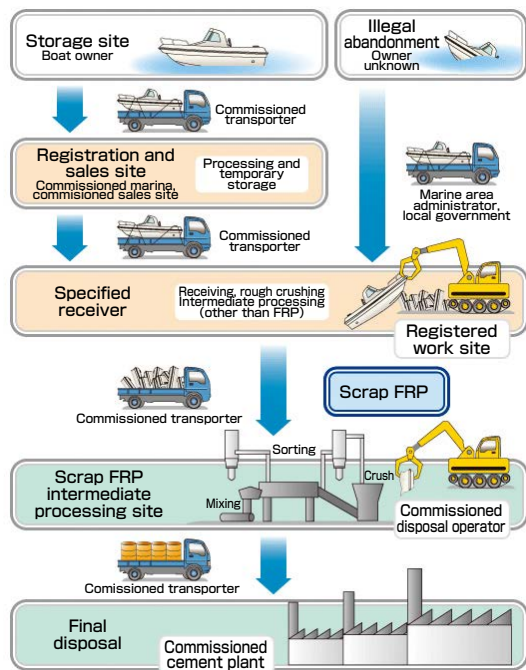 Storage site
Boat owner
Illegal
abandonment
Owner
unknown
Commissioned
transporter
Registration and
sales site
Commissioned marina,
commisioned sales site
Processing and
temporary
storage
Marine area
administrator,
local government
Commissioned
transporter
Specified
receiver
Receiving, rough crushing
Intermediate processing
(other than FRP)
Registered
work site
Scrap FRP
Commissioned transporter
Sorting
Crush
Mixing
Scrap FRP
intermediate
processing site
Commissioned
disposal operator
Comissioned transporter
Final
disposal
Commissioned
cement plant